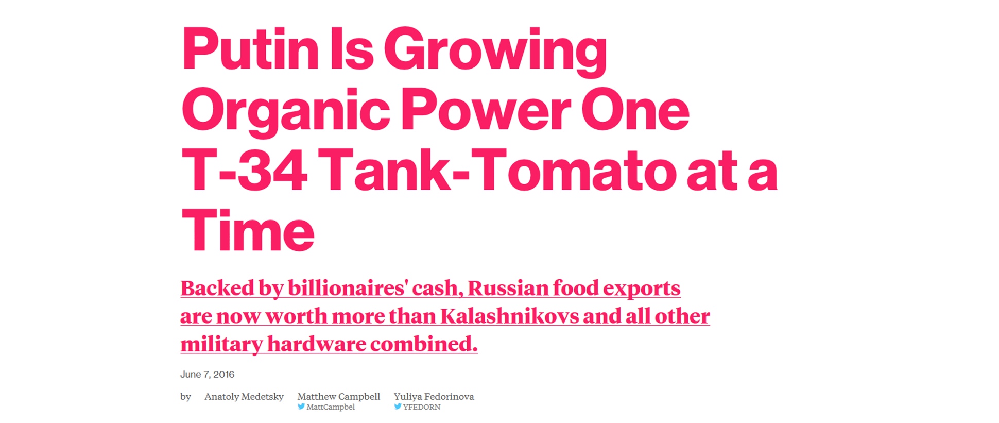 Putin Is Growing
Organic Power One
T-34 Tank-Tomato at a
Time
Backed by billionaires' cash, Russian food exports
are now worth more than Kalashnikovs and all other
military hardware combined.
June 7, 2016
by Anatoly Medetsky Matthew Campbell Yuliya Fedorinova
MattCampbel YFEDORN